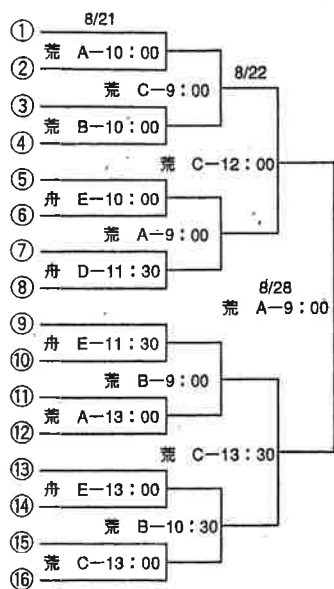 8/21
①
荒 A-10:00
②
8/22
荒 C-9:00
③
荒 B-10:00
④
荒 C-12:00
⑤
舟 E-10:00
⑥
荒 A-9:00
⑦
舟 D-11:30
⑧
8/28
荒 A-9:00
⑨
舟 E-11:30
⑩
荒 B-9:00
⑪
荒 A-13:00
⑫
荒 C-13:30
⑬
舟 E-13:00
⑭
荒 B-10:30
⑮
荒 C-13:00
⑯